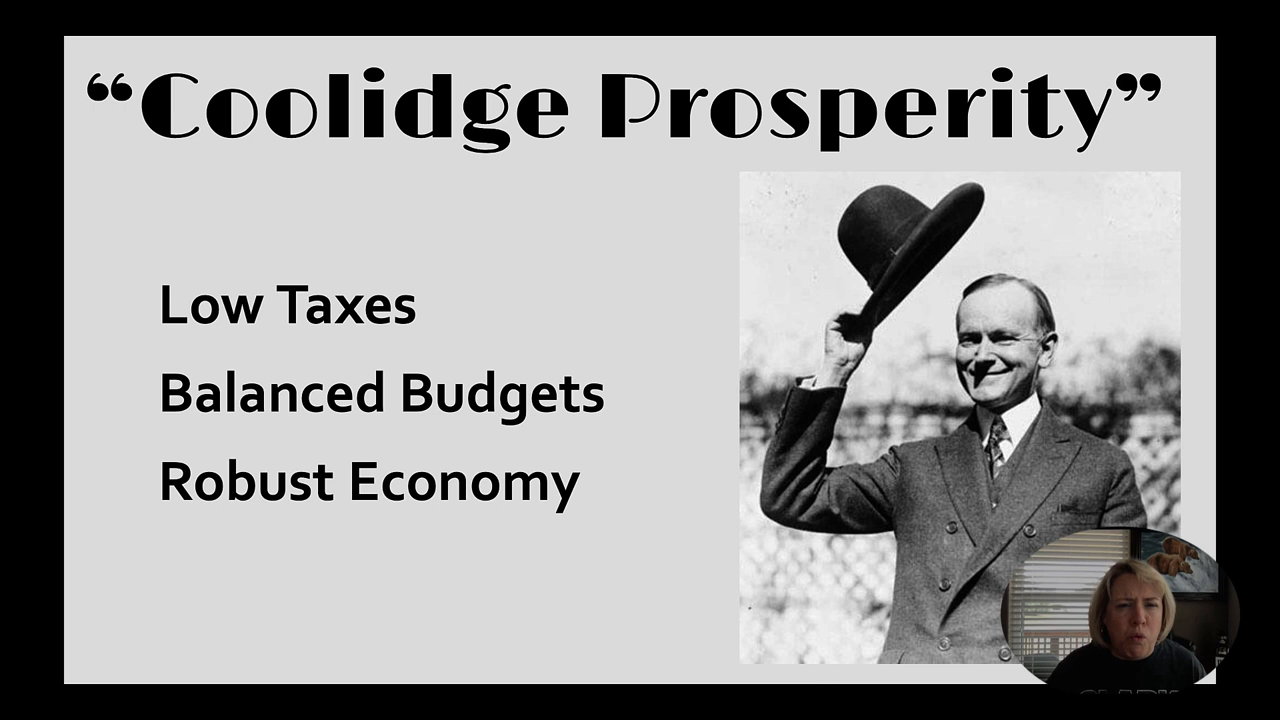 “Coolidge Prosperity”
Low Taxes
Balanced Budgets
Robust Economy